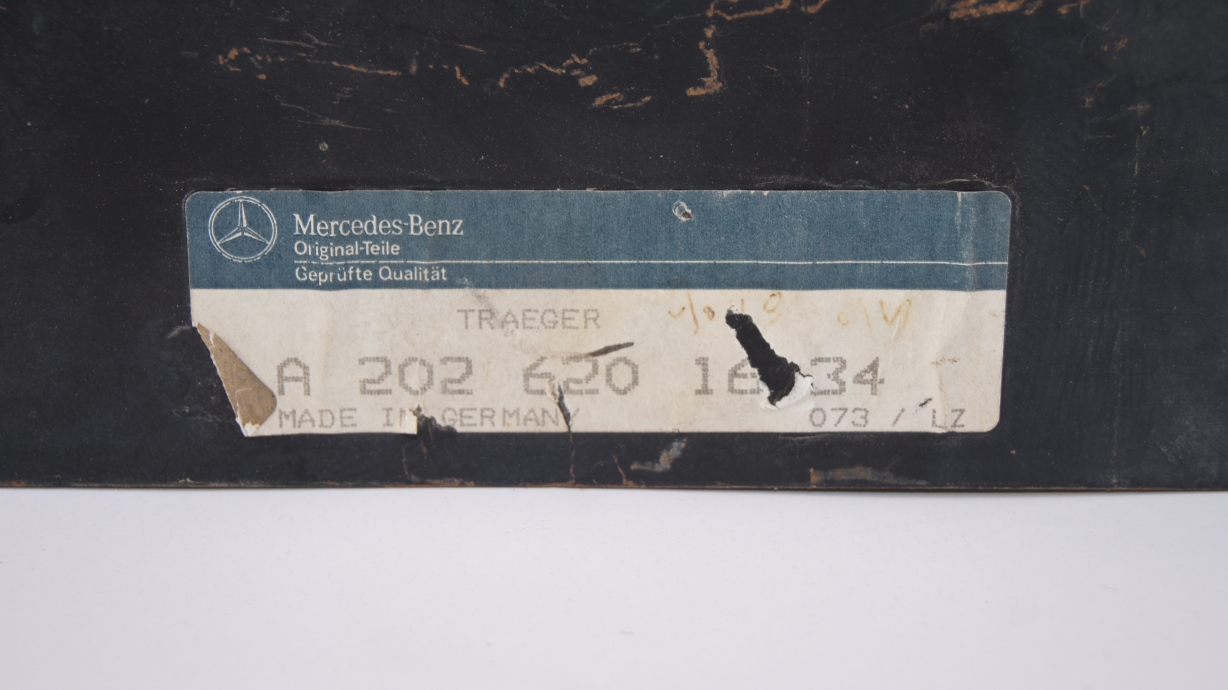 Mercedes-Benz
Original-Teile
Geprüfte Qualität
TRAEGER
A 202 620 16 34
MADE IN GERMANY
073 / LZ